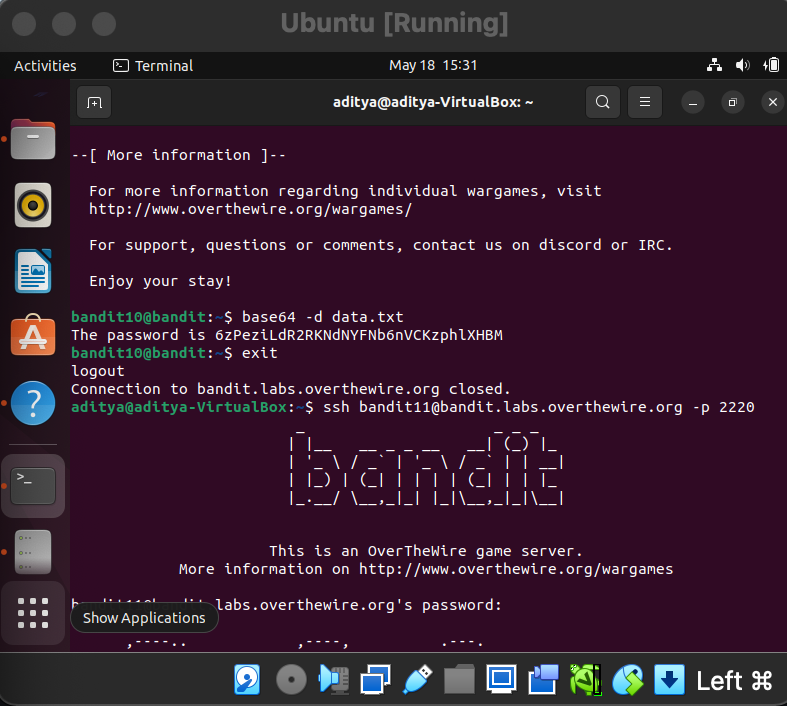 Ubuntu [Running]
Activities
Terminal
May 18 15:31
aditya@aditya-VirtualBox: ~
--[ More information ]--
For more information regarding individual wargames, visit
http://www.overthewire.org/wargames/
For support, questions or comments, contact us on discord or IRC.
Enjoy your stay!
bandit10@bandit:~$ base64 -d data.txt
The password is 6zPeziLdR2RKNdNYFNb6nVCKzphlXHBM
bandit10@bandit:~$ exit
logout
Connection to bandit.labs.overthewire.org closed.
aditya@aditya-VirtualBox:~$ ssh bandit11@bandit.labs.overthewire.org -p 2220
bandit
This is an OverTheWire game server.
More information on http://www.overthewire.org/wargames
labs.overthewire.org's password:
Show Applications
Left ⌘